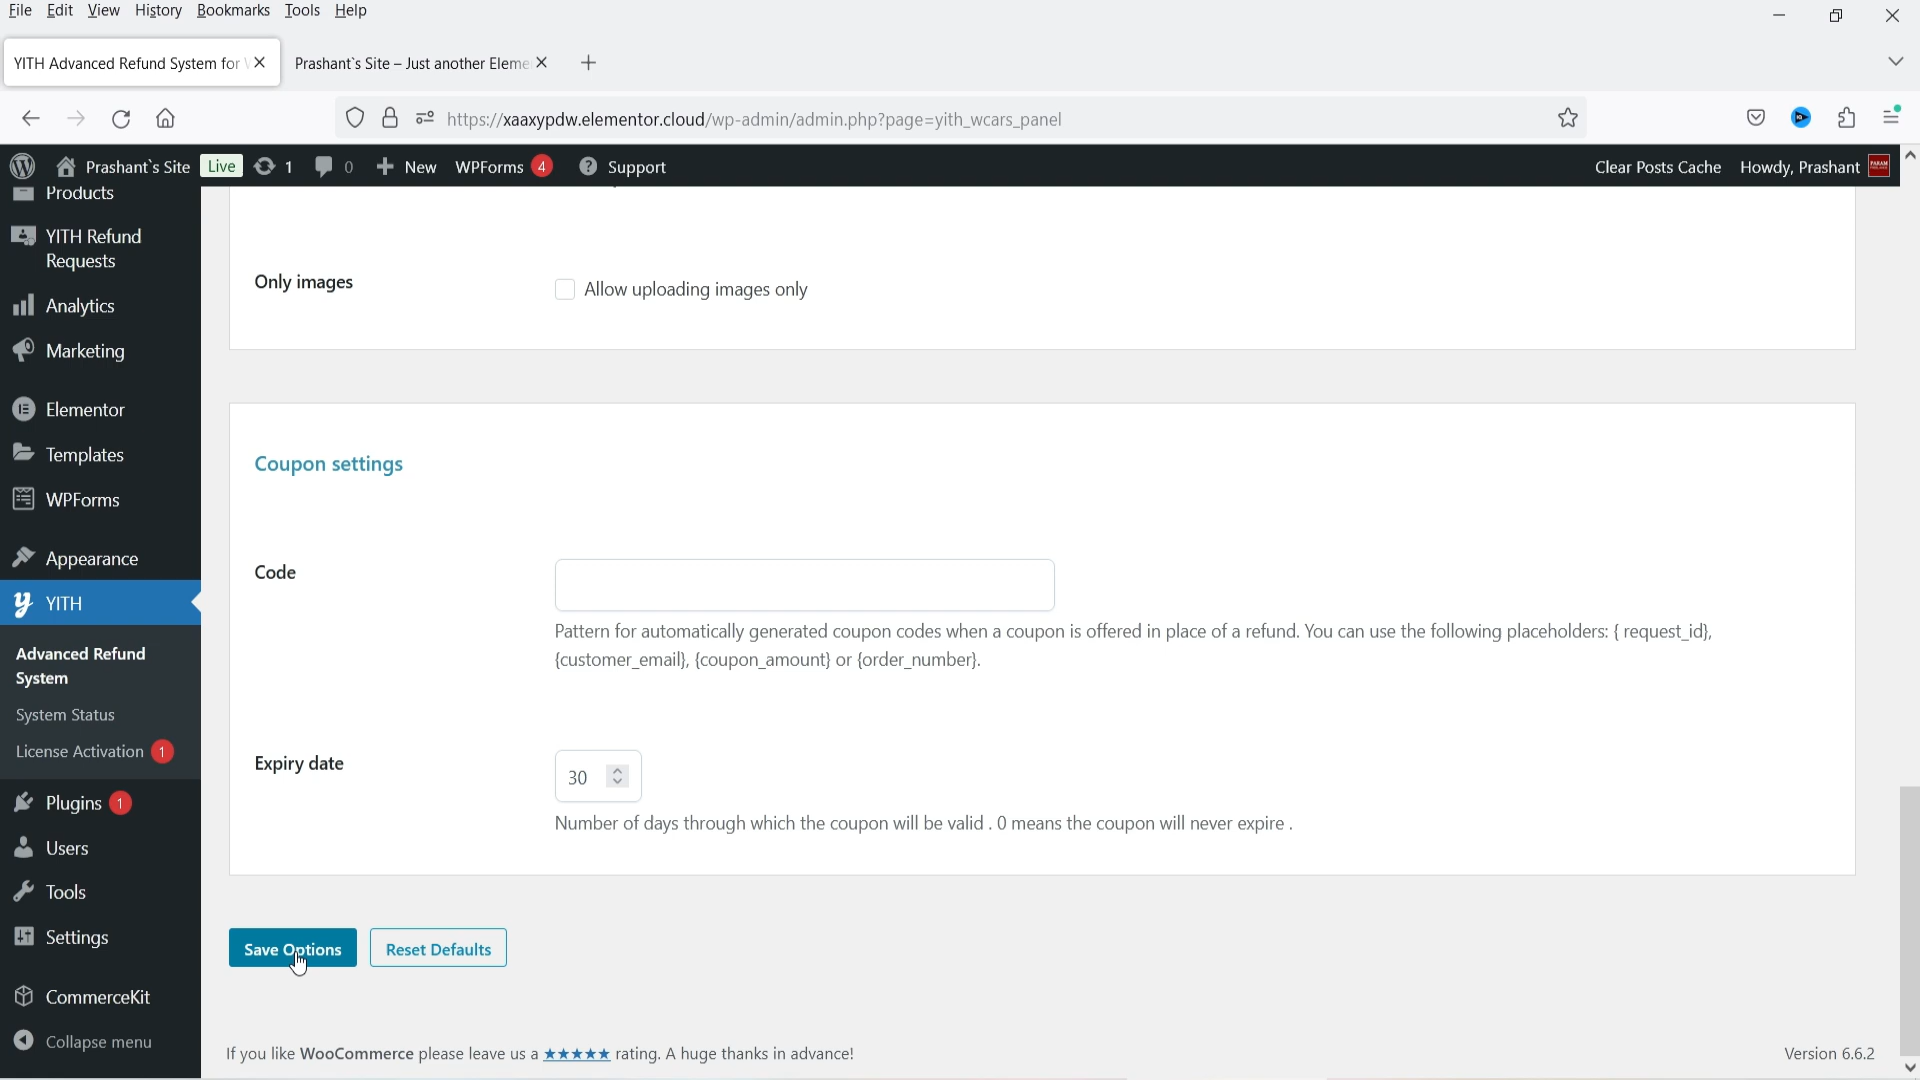 File Edit View History Bookmarks Tools Help
YITH Advanced Refund System for W
Prashant`s Site – Just another Eleme
https://xaaxypdw.elementor.cloud/wp-admin/admin.php?page=yith_wcars_panel
Prashant`s Site Live 1 0 New WPForms 4 Support Clear Posts Cache Howdy, Prashant
Products
YITH Refund
Requests
Analytics
Marketing
Elementor
Templates
WPForms
Appearance
YITH
Advanced Refund
System
System Status
License Activation 1
Plugins 1
Users
Tools
Settings
CommerceKit
Collapse menu
Only images
Allow uploading images only
Coupon settings
Code
Pattern for automatically generated coupon codes when a coupon is offered in place of a refund. You can use the following placeholders: { request_id},
{customer_email}, {coupon_amount} or {order_number}.
Expiry date
30
Number of days through which the coupon will be valid . 0 means the coupon will never expire .
Save Options
Reset Defaults
If you like WooCommerce please leave us a ★★★★★ rating. A huge thanks in advance!
Version 6.6.2